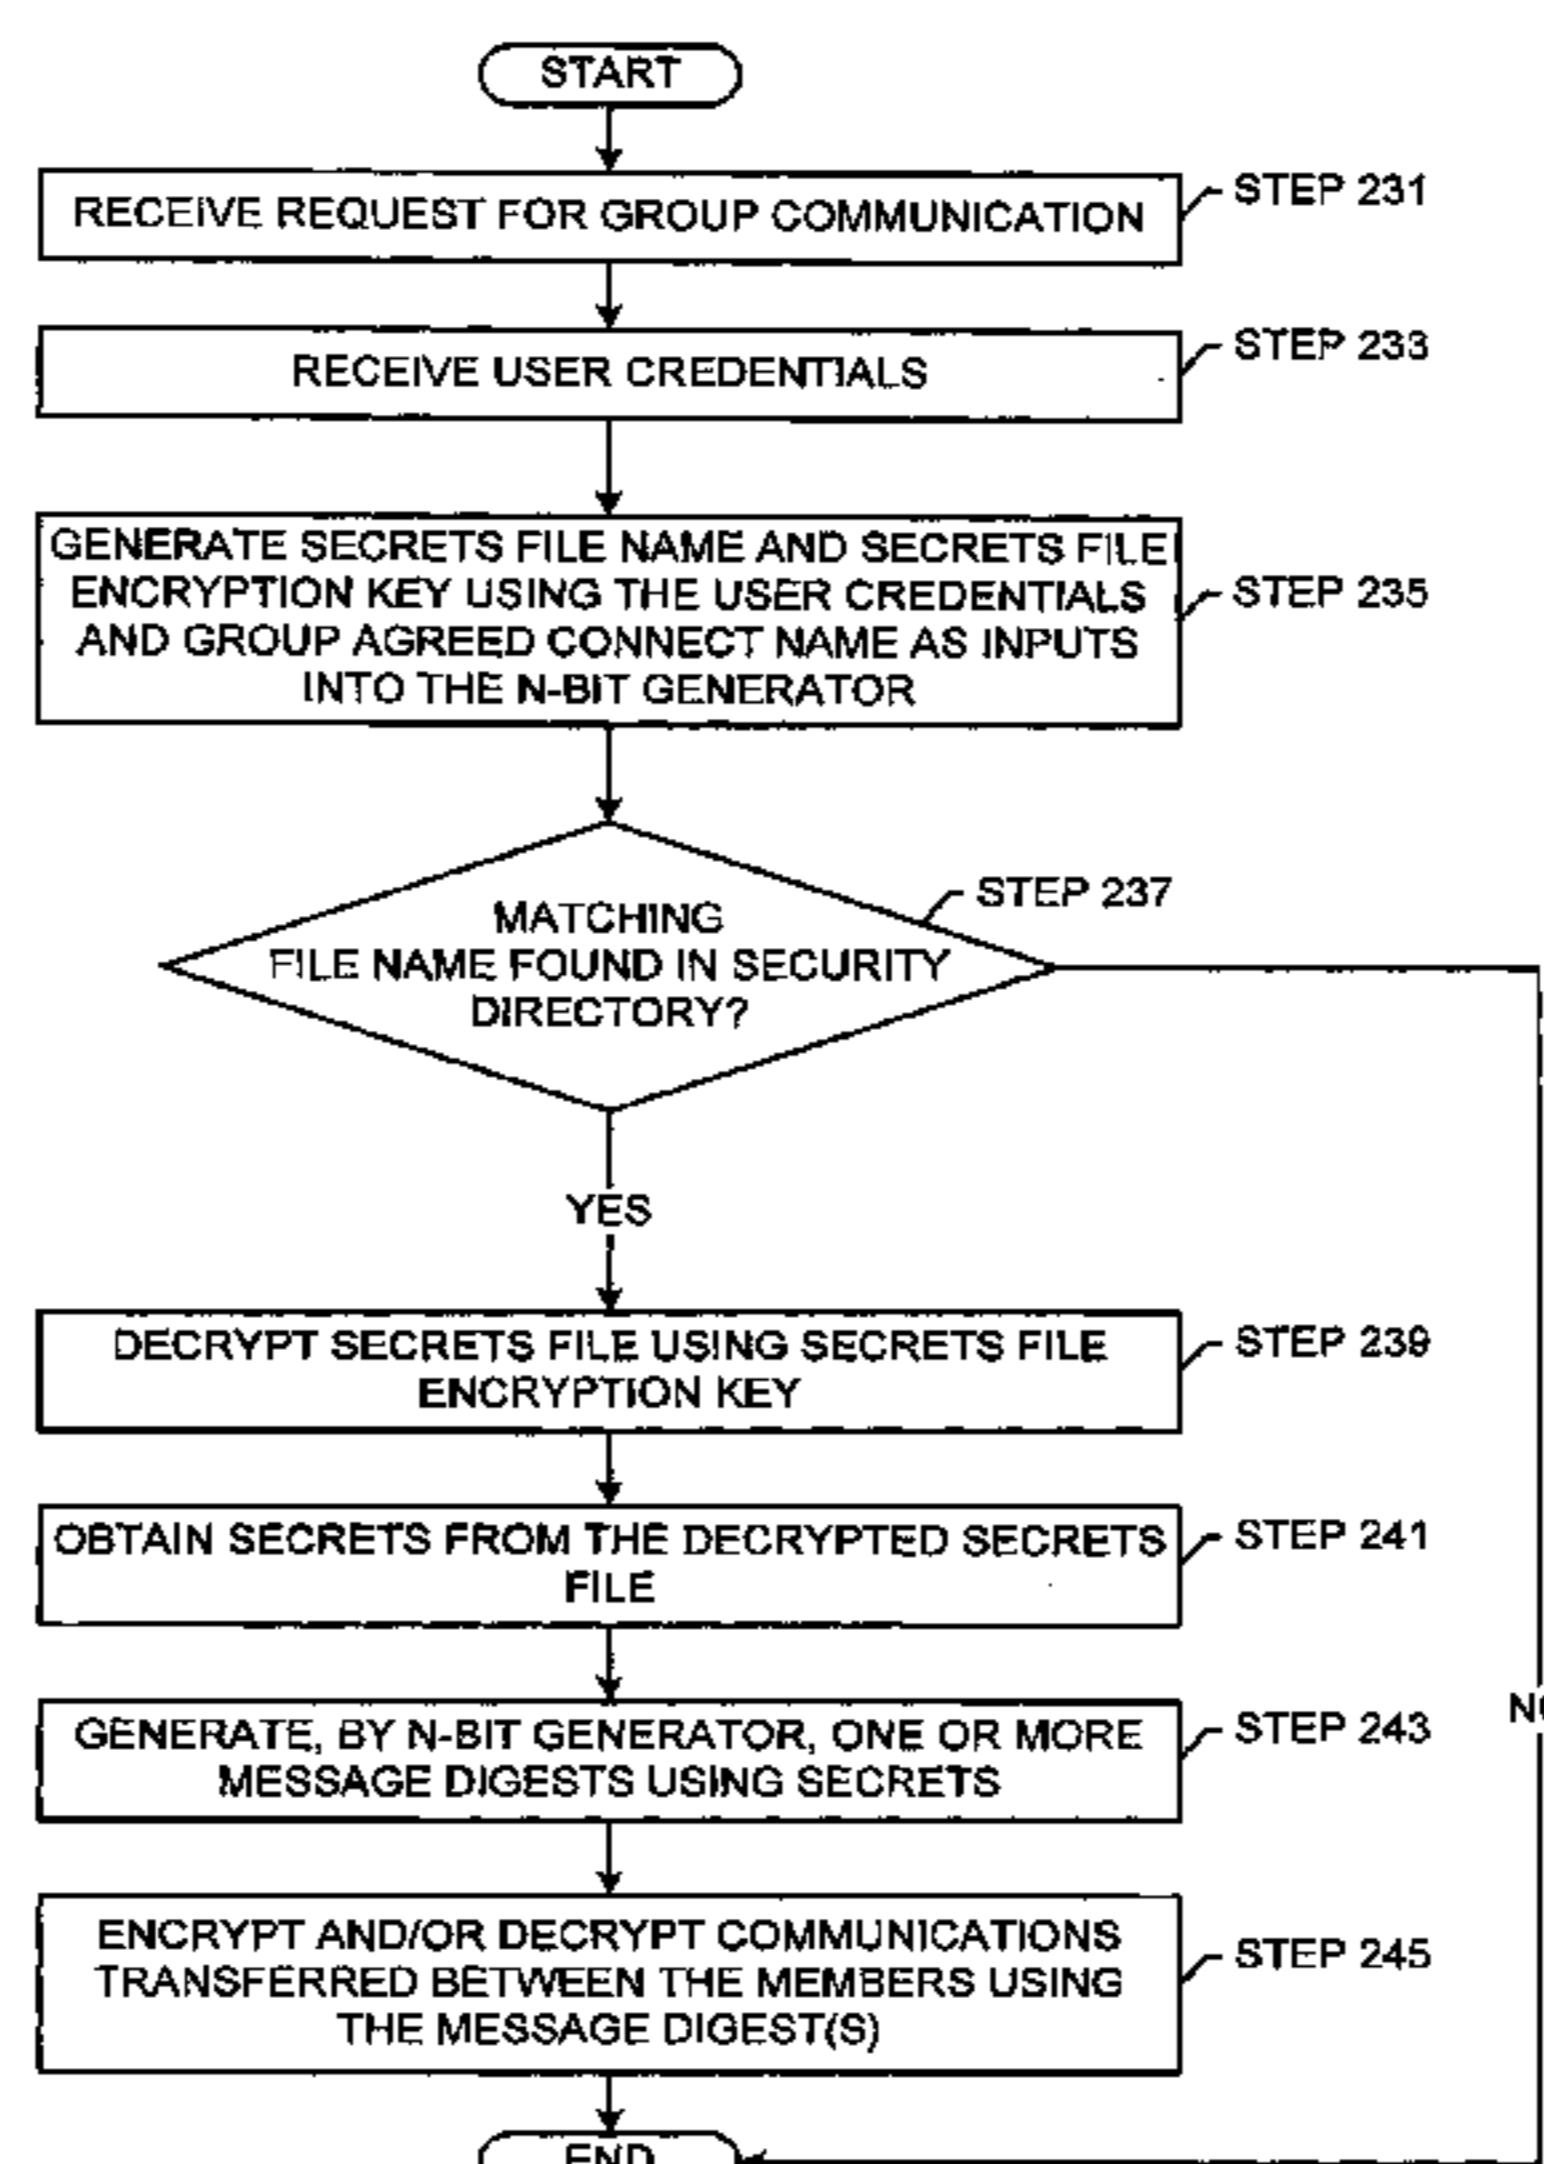 START
RECEIVE REQUEST FOR GROUP COMMUNICATION
STEP 231
RECEIVE USER CREDENTIALS
STEP 233
GENERATE SECRETS FILE NAME AND SECRETS FILE
ENCRYPTION KEY USING THE USER CREDENTIALS
AND GROUP AGREED CONNECT NAME AS INPUTS
INTO THE N-BIT GENERATOR
STEP 235
MATCHING
FILE NAME FOUND IN SECURITY
DIRECTORY?
STEP 237
YES
DECRYPT SECRETS FILE USING SECRETS FILE
ENCRYPTION KEY
STEP 239
OBTAIN SECRETS FROM THE DECRYPTED SECRETS
FILE
STEP 241
GENERATE, BY N-BIT GENERATOR, ONE OR MORE
MESSAGE DIGESTS USING SECRETS
STEP 243
NO
ENCRYPT AND/OR DECRYPT COMMUNICATIONS
TRANSFERRED BETWEEN THE MEMBERS USING
THE MESSAGE DIGEST(S)
STEP 245
END